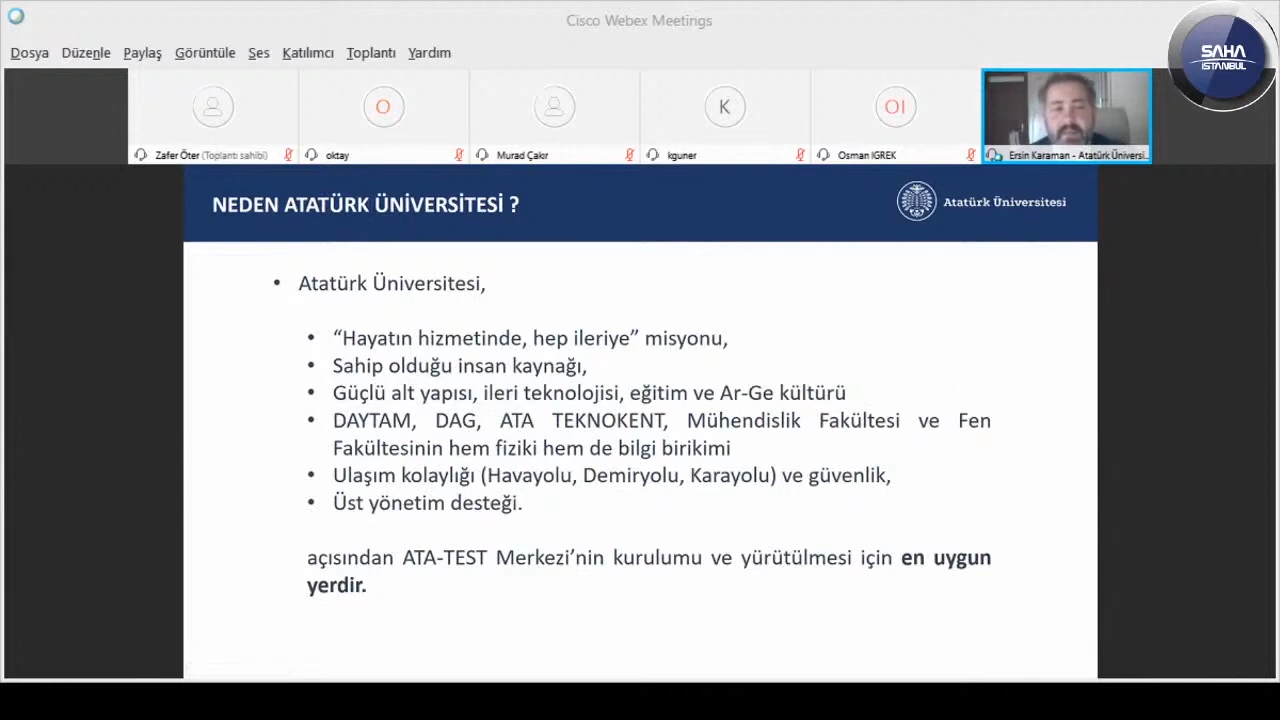 Cisco Webex Meetings
SAHA
ISTANBUL
Dosya Düzenle Paylaş Görüntüle Ses Katılımcı Toplantı Yardım
O
K
OI
Zafer Öter (Toplantı sahibi)
oktay
Murad Çakır
kguner
Osman IGREK
Ersin Karaman - Atatürk Üniversi...
NEDEN ATATÜRK ÜNİVERSİTESİ ?
Atatürk Üniversitesi
• Atatürk Üniversitesi,
• “Hayatın hizmetinde, hep ileriye” misyonu,
• Sahip olduğu insan kaynağı,
• Güçlü alt yapısı, ileri teknolojisi, eğitim ve Ar-Ge kültürü
• DAYTAM, DAG, ATA TEKNOKENT, Mühendislik Fakültesi ve Fen
Fakültesinin hem fiziki hem de bilgi birikimi
• Ulaşım kolaylığı (Havayolu, Demiryolu, Karayolu) ve güvenlik,
• Üst yönetim desteği.
açısından ATA-TEST Merkezi’nin kurulumu ve yürütülmesi için en uygun
yerdir.